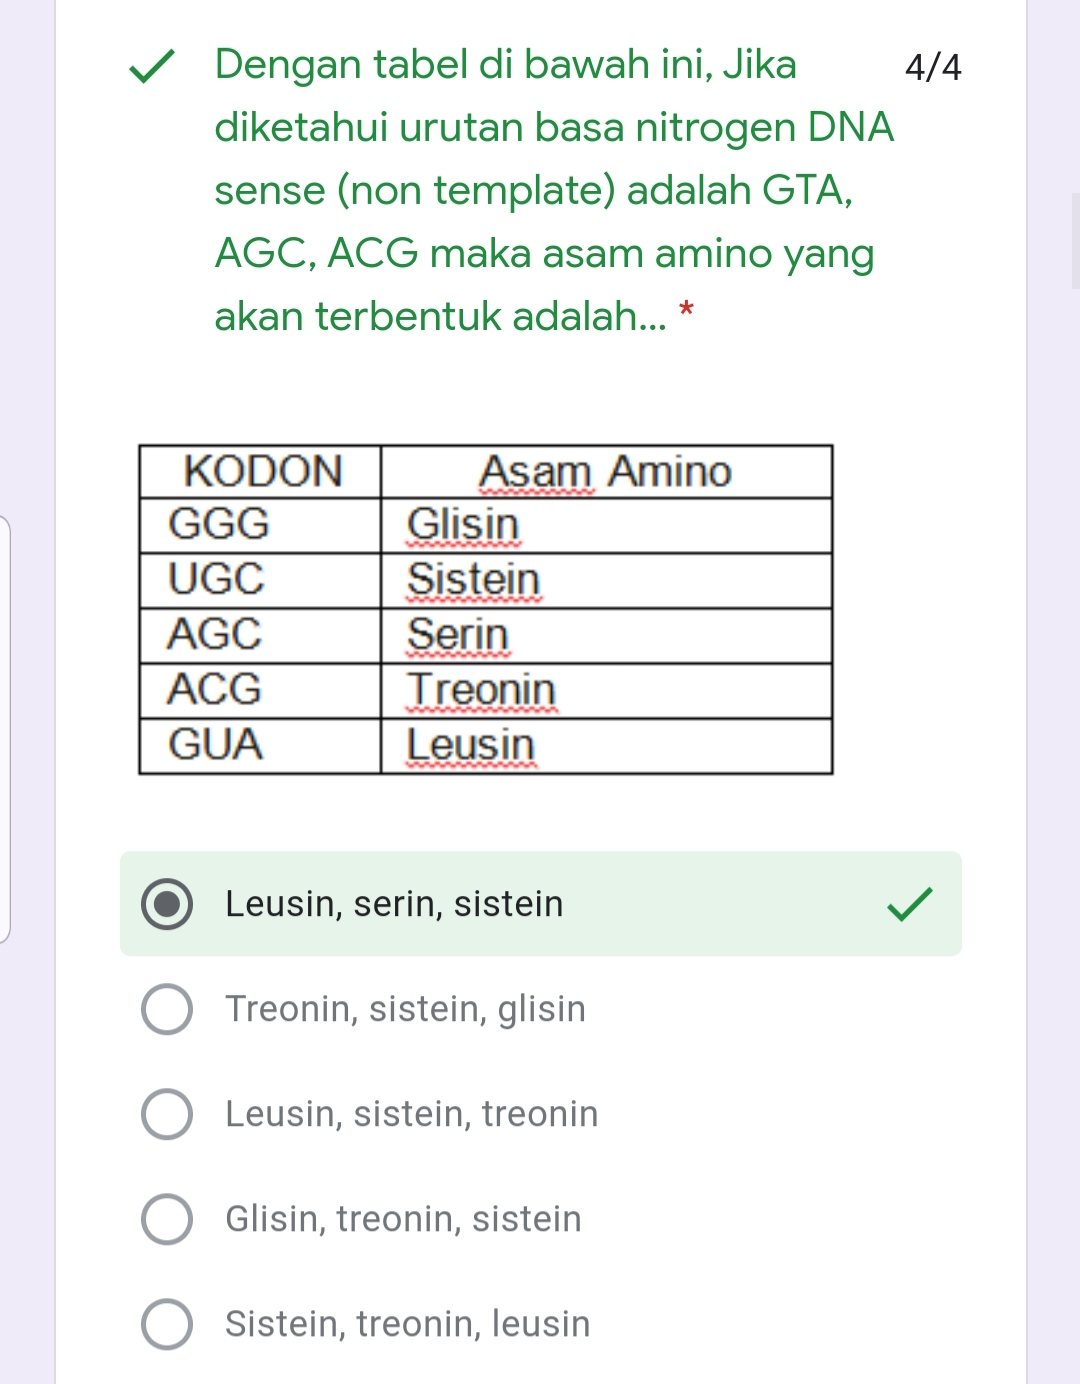 Dengan tabel di bawah ini, Jika 4/4
diketahui urutan basa nitrogen DNA
sense (non template) adalah GTA,
AGC, ACG maka asam amino yang
akan terbentuk adalah... *
KODON Asam Amino
GGG Glisin
UGC Sistein
AGC Serin
ACG Treonin
GUA Leusin
Leusin, serin, sistein
Treonin, sistein, glisin
Leusin, sistein, treonin
Glisin, treonin, sistein
Sistein, treonin, leusin